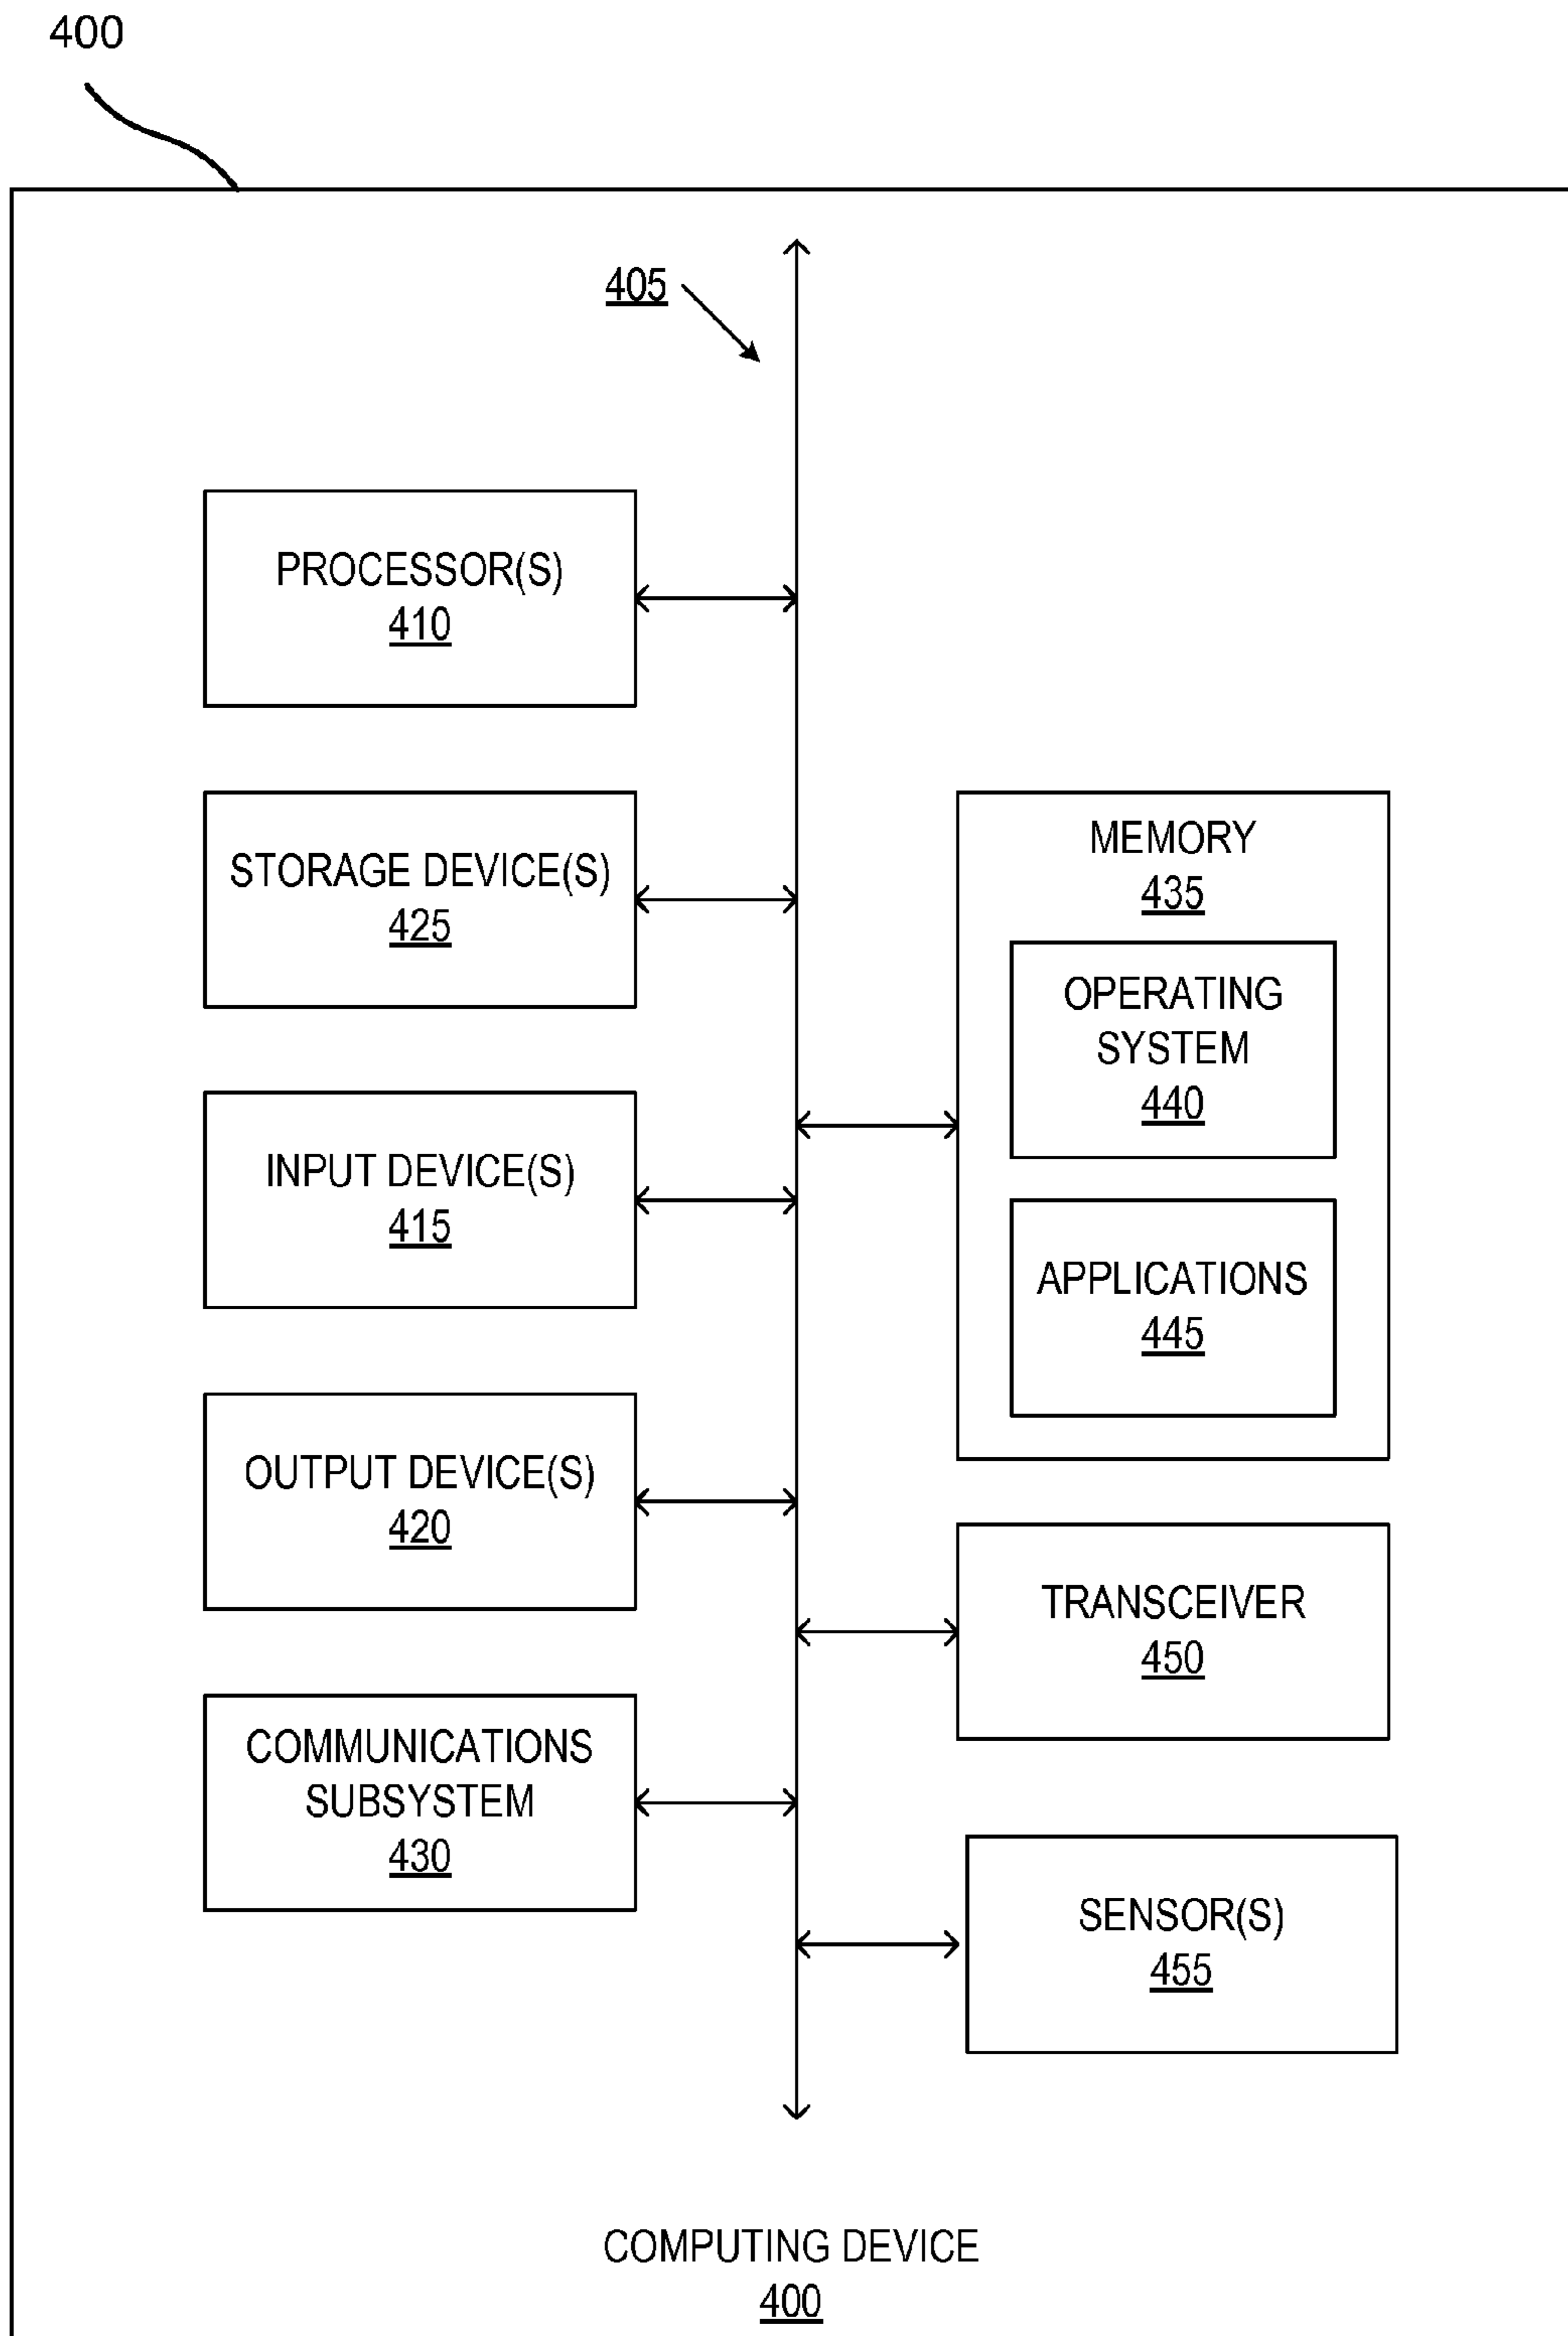 400
405
PROCESSOR(S)
410
STORAGE DEVICE(S)
425
INPUT DEVICE(S)
415
OUTPUT DEVICE(S)
420
COMMUNICATIONS
SUBSYSTEM
430
MEMORY
435
OPERATING
SYSTEM
440
APPLICATIONS
445
TRANSCEIVER
450
SENSOR(S)
455
COMPUTING DEVICE
400